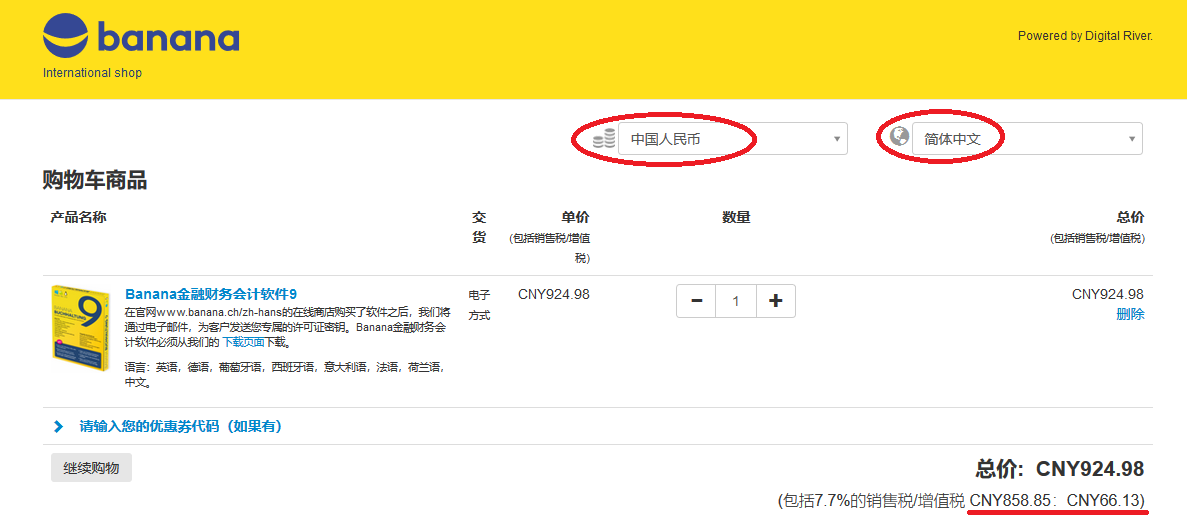 banana
Powered by Digital River.
International shop
中国人民币
简体中文
购物车商品
产品名称
交
货
单价
(包括销售税/增值
税)
数量
总价
(包括销售税/增值税)
9
Banana金融财务会计软件9
在官网www.banana.ch/zh-hans的在线商店购买了软件之后，我们将
通过电子邮件，为客户发送您专属的许可证密钥。Banana金融财务会
计软件必须从我们的 下载页面下载。
语言：英语，德语，葡萄牙语，西班牙语，意大利语，法语，荷兰语，
中文。
电子
方式
CNY924.98
1
CNY924.98
删除
请输入您的优惠券代码（如果有）
继续购物
总价: CNY924.98
(包括7.7%的销售税/增值税 CNY858.85：CNY66.13)